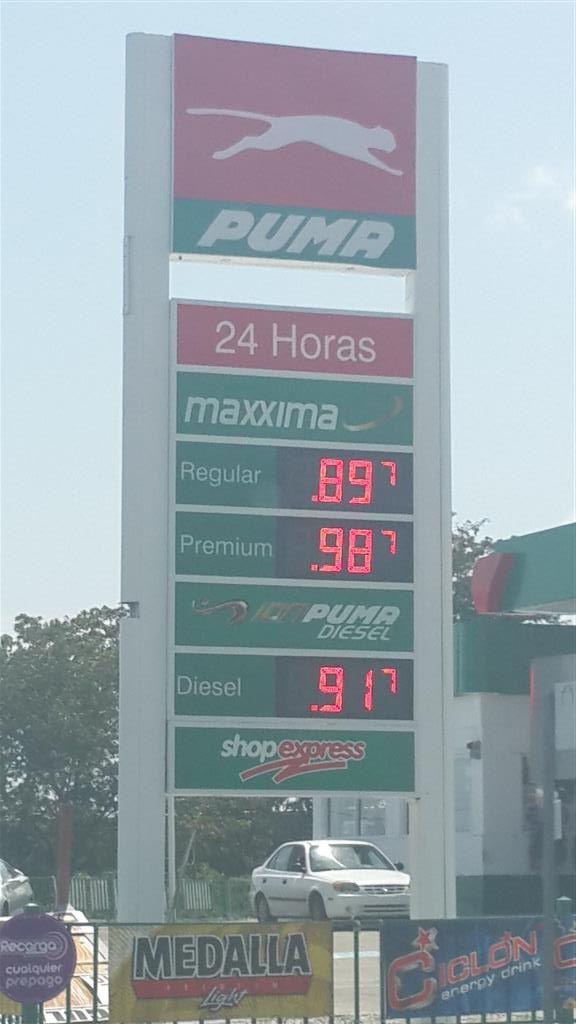 PUMA
24 Horas
maxxima
Regular .89⁷
Premium .98⁷
ION PUMA
DIESEL
Diesel .91⁷
shop express
Recarga
cualquier
prepago
MEDALLA
PREMIUM
Light
CICLÓN
energy drink